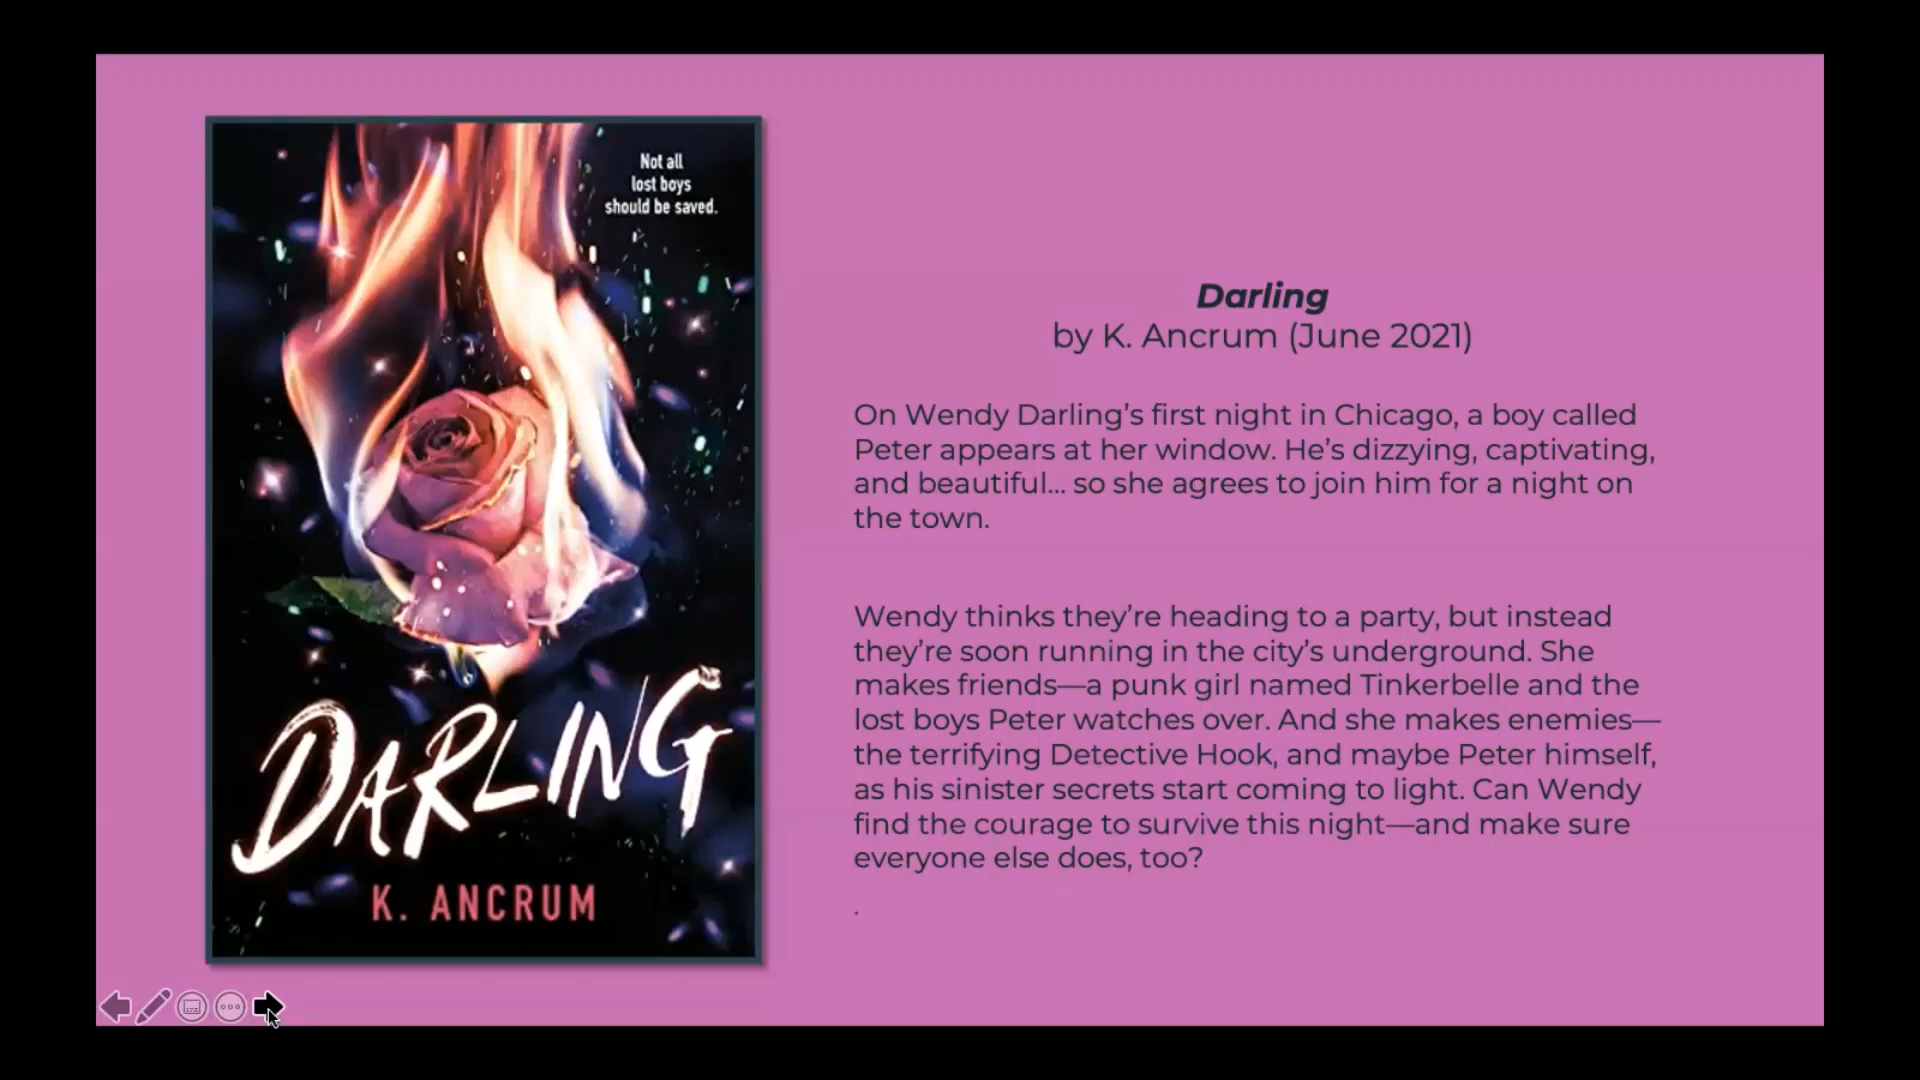 Not all
lost boys
should be saved.
DARLING
K. ANCRUM
Darling
by K. Ancrum (June 2021)
On Wendy Darling’s first night in Chicago, a boy called
Peter appears at her window. He’s dizzying, captivating,
and beautiful... so she agrees to join him for a night on
the town.
Wendy thinks they’re heading to a party, but instead
they’re soon running in the city’s underground. She
makes friends—a punk girl named Tinkerbelle and the
lost boys Peter watches over. And she makes enemies—
the terrifying Detective Hook, and maybe Peter himself,
as his sinister secrets start coming to light. Can Wendy
find the courage to survive this night—and make sure
everyone else does, too?
.